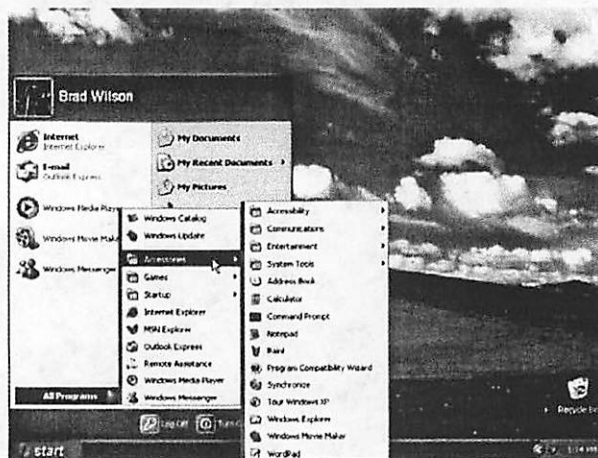 Brad Wilson
Internet
Internet Explorer
E-mail
Outlook Express
Windows Media Playe
Windows Movie Make
Windows Messenger
All Programs
My Documents
My Recent Documents
My Pictures
Windows Catalog
Windows Update
Accessories
Games
Startup
Internet Explorer
MSN Explorer
Outlook Express
Remote Assistance
Windows Media Player
Windows Messenger
Accessibility
Communications
Entertainment
System Tools
Address Book
Calculator
Command Prompt
Notepad
Paint
Program Compatibility Wizard
Synchronize
Tour Windows XP
Windows Explorer
Windows Movie Maker
WordPad
Log Off
Turn
Recycle
start